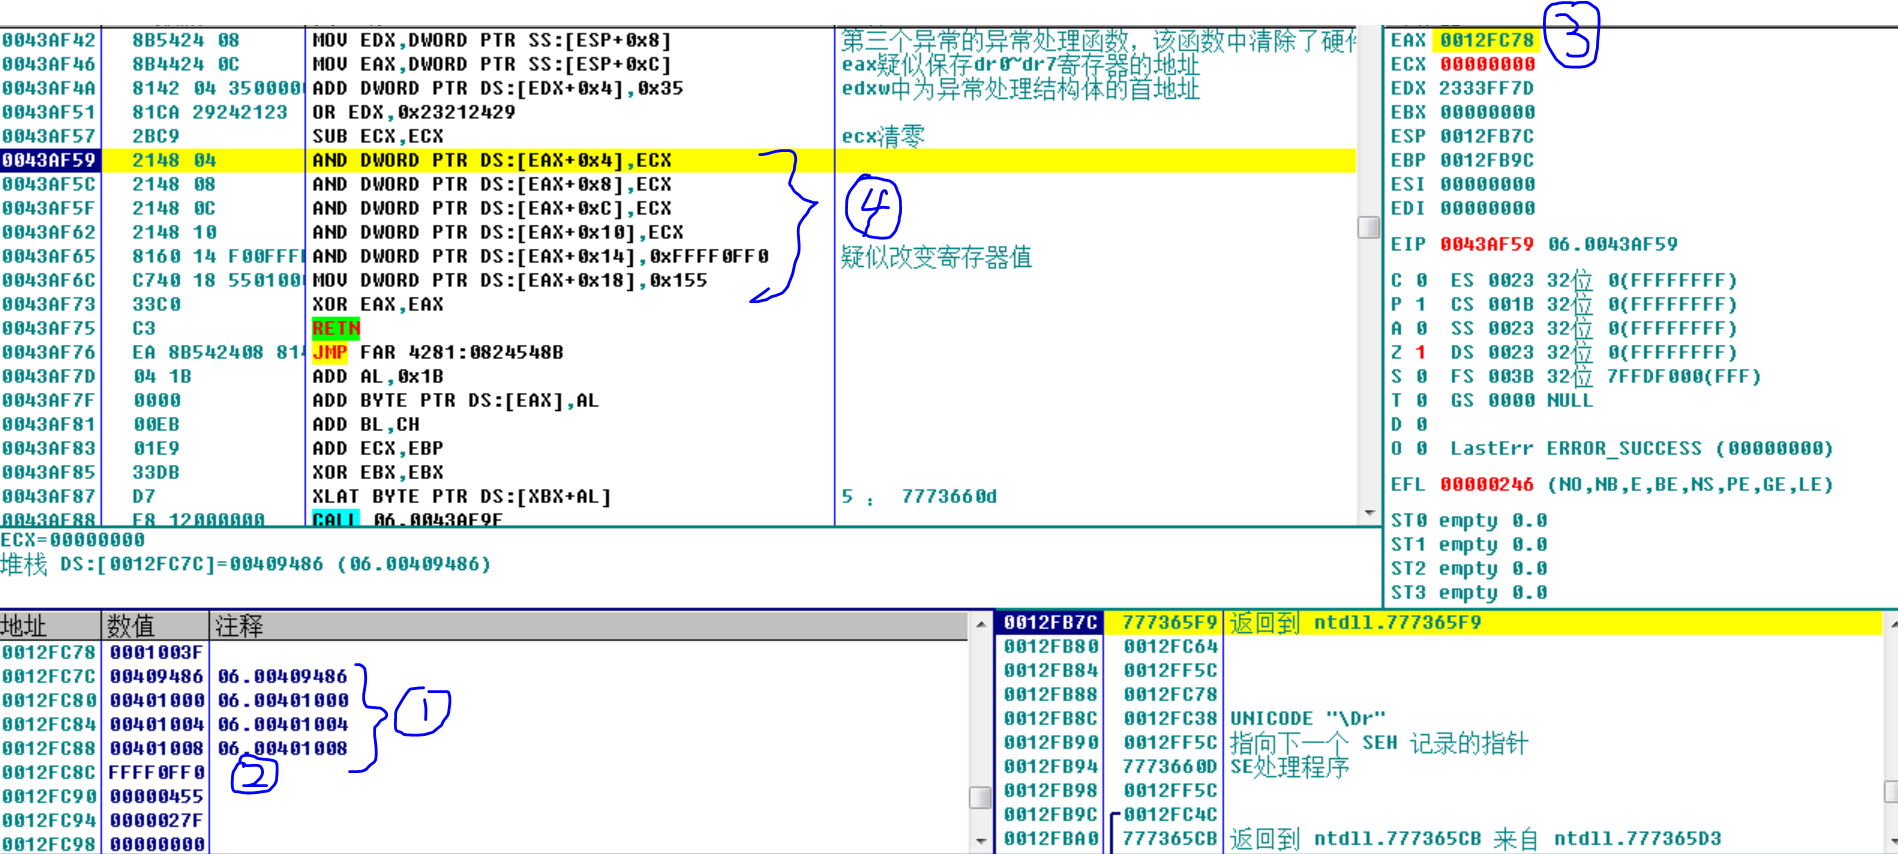 0043AF42 8B5424 08 MOV EDX,DWORD PTR SS:[ESP+0x8] 第三个异常的异常处理函数，该函数中清除了硬件
0043AF46 8B4424 0C MOV EAX,DWORD PTR SS:[ESP+0xC] eax疑似保存dr0~dr7寄存器的地址
0043AF4A 8142 04 3500000 ADD DWORD PTR DS:[EDX+0x4],0x35 edxw中为异常处理结构体的首地址
0043AF51 81CA 29242123 OR EDX,0x23212429
0043AF57 2BC9 SUB ECX,ECX ecx清零
0043AF59 2148 04 AND DWORD PTR DS:[EAX+0x4],ECX
0043AF5C 2148 08 AND DWORD PTR DS:[EAX+0x8],ECX
0043AF5F 2148 0C AND DWORD PTR DS:[EAX+0xC],ECX
0043AF62 2148 10 AND DWORD PTR DS:[EAX+0x10],ECX
0043AF65 8160 14 F00FFF AND DWORD PTR DS:[EAX+0x14],0xFFFF0FF0 疑似改变寄存器值
0043AF6C C740 18 550100 MOV DWORD PTR DS:[EAX+0x18],0x155
0043AF73 33C0 XOR EAX,EAX
0043AF75 C3 RETN
0043AF76 EA 8B542408 81 JMP FAR 4281:0824548B
0043AF7D 04 1B ADD AL,0x1B
0043AF7F 0000 ADD BYTE PTR DS:[EAX],AL
0043AF81 00EB ADD BL,CH
0043AF83 01E9 ADD ECX,EBP
0043AF85 33DB XOR EBX,EBX
0043AF87 D7 XLAT BYTE PTR DS:[XBX+AL] 5 : 7773660d
0043AF88 E8 12000000 CALL 06.0043AF9F
④
EAX 0012FC78 ③
ECX 00000000
EDX 2333FF7D
EBX 00000000
ESP 0012FB7C
EBP 0012FB9C
ESI 00000000
EDI 00000000
EIP 0043AF59 06.0043AF59
C 0 ES 0023 32位 0(FFFFFFFF)
P 1 CS 001B 32位 0(FFFFFFFF)
A 0 SS 0023 32位 0(FFFFFFFF)
Z 1 DS 0023 32位 0(FFFFFFFF)
S 0 FS 003B 32位 7FFDF000(FFF)
T 0 GS 0000 NULL
D 0
O 0 LastErr ERROR_SUCCESS (00000000)
EFL 00000246 (NO,NB,E,BE,NS,PE,GE,LE)
ST0 empty 0.0
ST1 empty 0.0
ST2 empty 0.0
ST3 empty 0.0
ECX=00000000
堆栈 DS:[0012FC7C]=00409486 (06.00409486)
地址 数值 注释
0012FC78 0001003F
0012FC7C 00409486 06.00409486
0012FC80 00401000 06.00401000
0012FC84 00401004 06.00401004
0012FC88 00401008 06.00401008
0012FC8C FFFF0FF0
0012FC90 00000455
0012FC94 0000027F
0012FC98 00000000
①
②
0012FB7C 777365F9 返回到 ntdll.777365F9
0012FB80 0012FC64
0012FB84 0012FF5C
0012FB88 0012FC78
0012FB8C 0012FC38 UNICODE "\Dr"
0012FB90 0012FF5C 指向下一个 SEH 记录的指针
0012FB94 7773660D SE处理程序
0012FB98 0012FF5C
0012FB9C 0012FC4C
0012FBA0 777365CB 返回到 ntdll.777365CB 来自 ntdll.777365D3